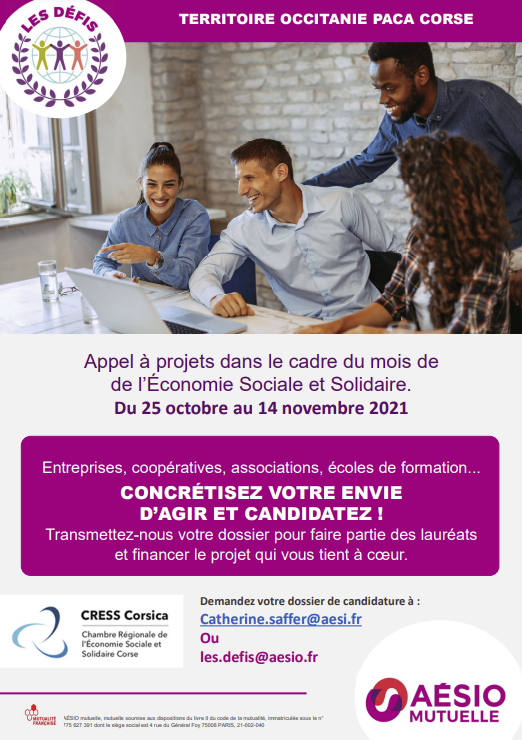 LES DÉFIS
TERRITOIRE OCCITANIE PACA CORSE
Appel à projets dans le cadre du mois de
de l'Économie Sociale et Solidaire.
Du 25 octobre au 14 novembre 2021
Entreprises, coopératives, associations, écoles de formation...
CONCRÉTISEZ VOTRE ENVIE
D'AGIR ET CANDIDATEZ !
Transmettez-nous votre dossier pour faire partie des lauréats
et financer le projet qui vous tient à cœur.
CRESS Corsica
Chambre Régionale de
l'Économie Sociale et
Solidaire Corse
Demandez votre dossier de candidature à :
Catherine.saffer@aesi.fr
Ou
les.defis@aesio.fr
AÉSIO
MUTUELLE
MUTUALITÉ
FRANÇAISE
AÉSIO mutuelle, mutuelle soumise aux dispositions du livre II du code de la mutualité, immatriculée sous le n°
775 627 391 dont le siège social est 4 rue du Général Foy 75008 PARIS, 21-002-040